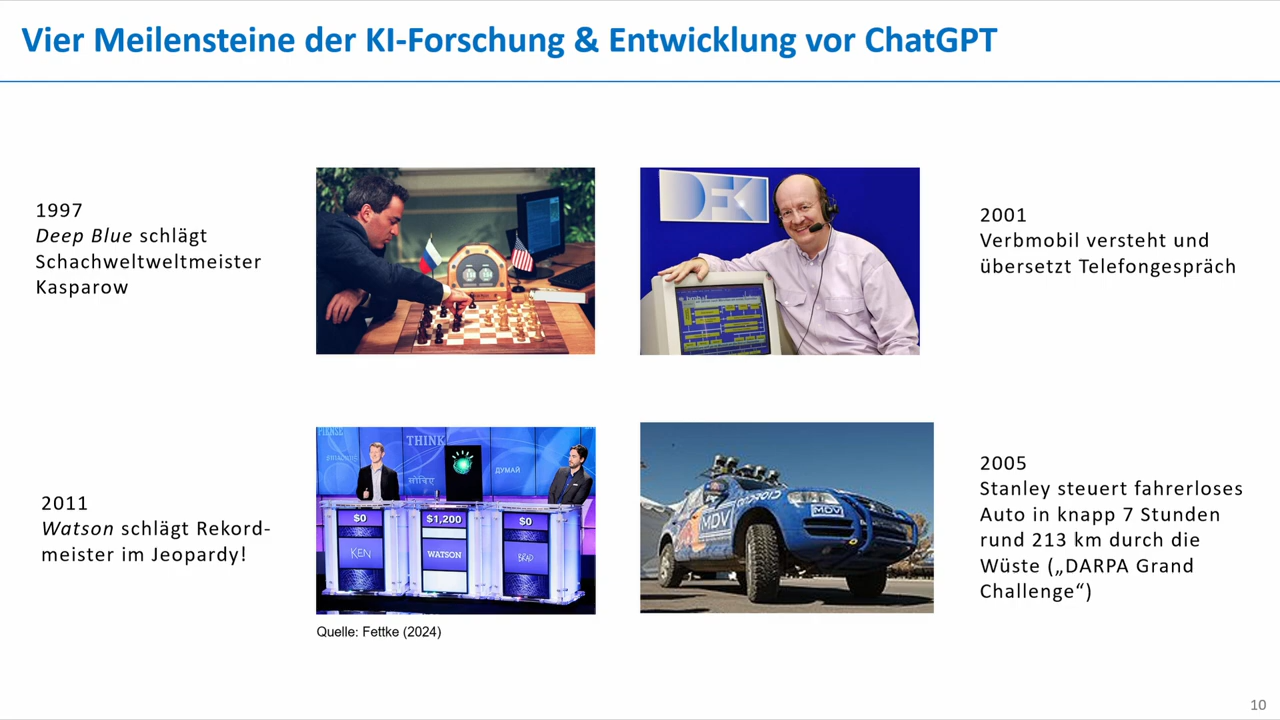 Vier Meilensteine der KI-Forschung & Entwicklung vor ChatGPT
1997
Deep Blue schlägt
Schachweltweltmeister
Kasparow
DFKI
2001
Verbmobil versteht und
übersetzt Telefongespräch
2011
Watson schlägt Rekord-
meister im Jeopardy!
THINK
ДУМАЙ
$0
$1,200
$0
KEN
WATSON
BRAD
Quelle: Fettke (2024)
ANDROID
MDV
MDV
2005
Stanley steuert fahrerloses
Auto in knapp 7 Stunden
rund 213 km durch die
Wüste („DARPA Grand
Challenge“)
10